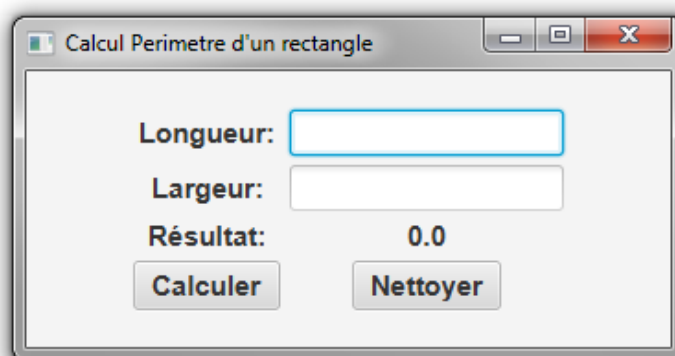 Calcul Perimetre d'un rectangle
Longueur:
Largeur:
Résultat: 0.0
Calculer Nettoyer